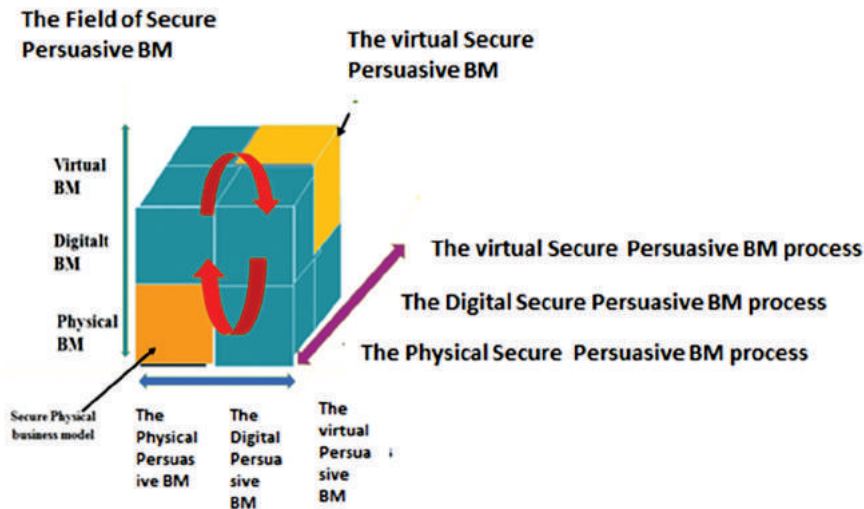 The Field of Secure
Persuasive BM
The virtual Secure
Persuasive BM
Virtual
BM
Digitalt
BM
Physical
BM
The virtual Secure Persuasive BM process
The Digital Secure Persuasive BM process
The Physical Secure Persuasive BM process
Secure Physical
business model
The
Physical
Persuas
ive BM
The
Digital
Persua
sive
BM
The
virtual
Persua
sive
BM